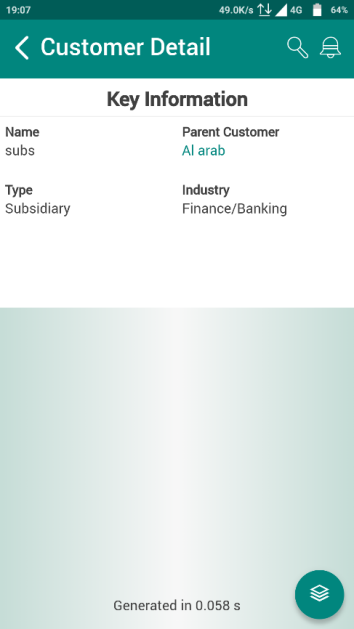 19:07 49.0K/s 4G 64%
Customer Detail
Key Information
Name Parent Customer
subs Al arab
Type Industry
Subsidiary Finance/Banking
Generated in 0.058 s